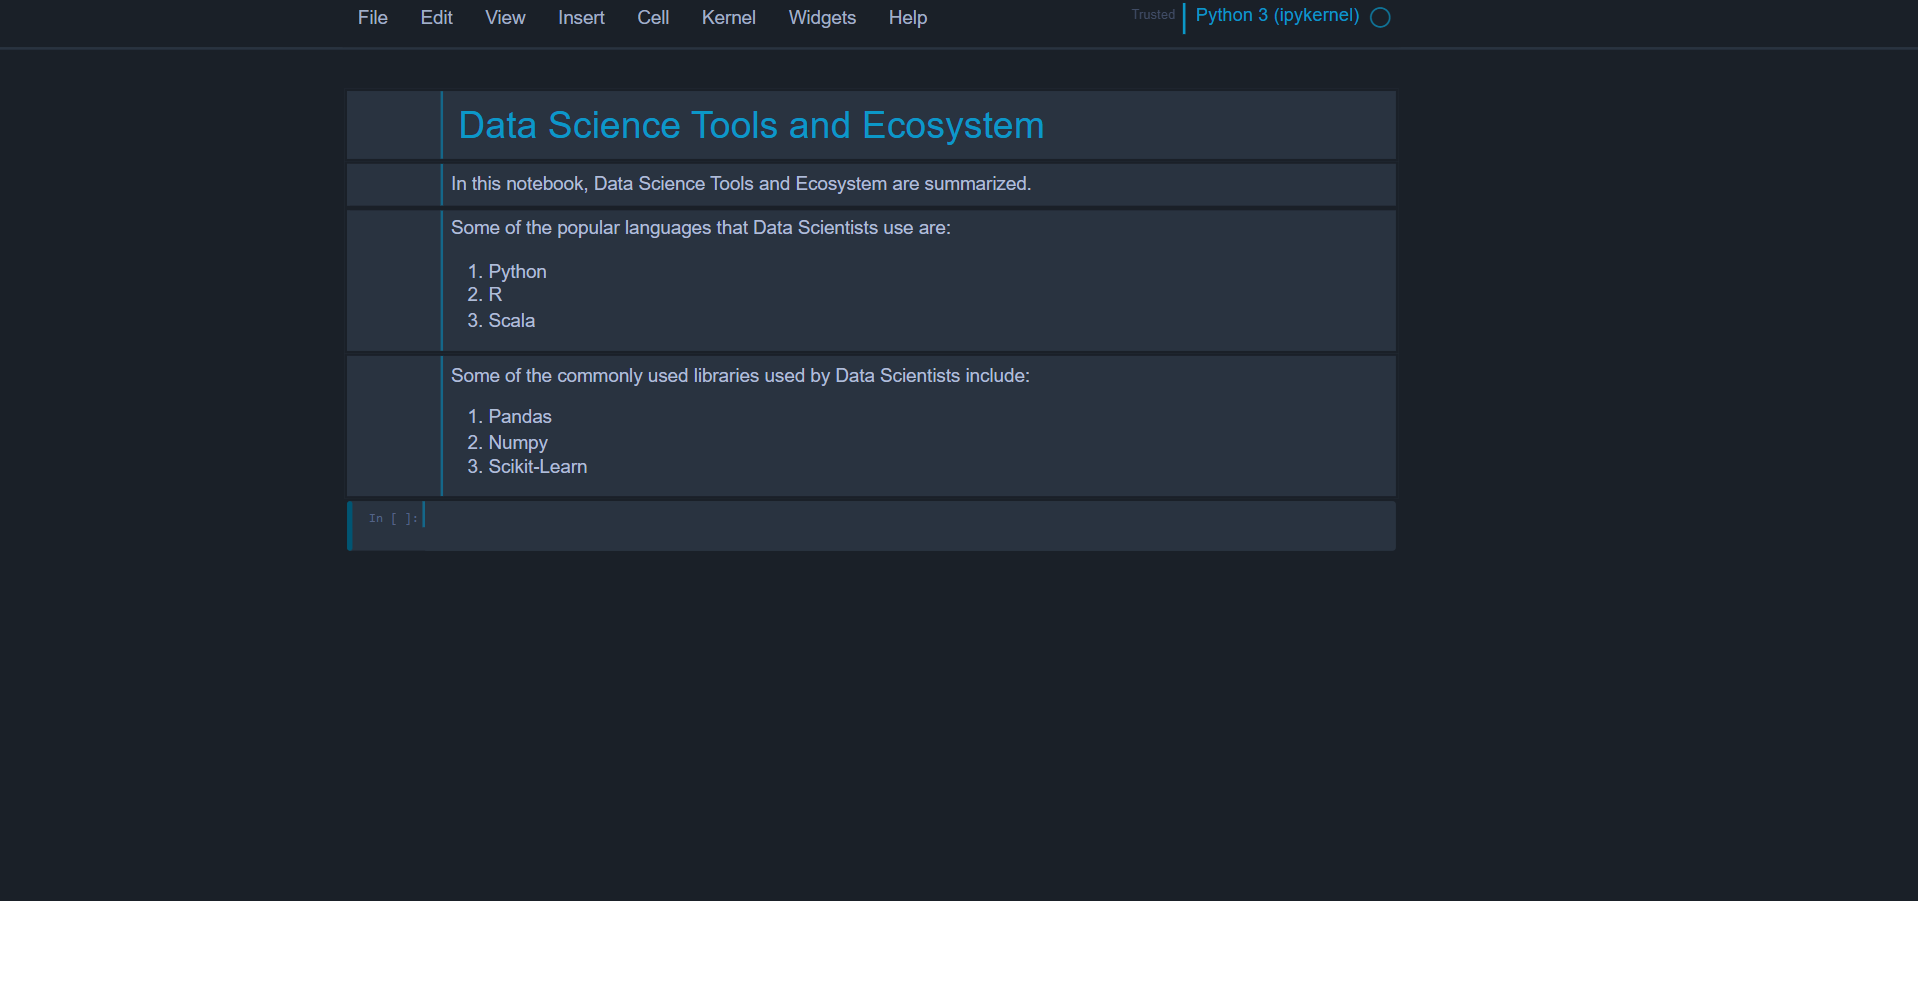 File Edit View Insert Cell Kernel Widgets Help Trusted Python 3 (ipykernel)
Data Science Tools and Ecosystem
In this notebook, Data Science Tools and Ecosystem are summarized.
Some of the popular languages that Data Scientists use are:
1. Python
2. R
3. Scala
Some of the commonly used libraries used by Data Scientists include:
1. Pandas
2. Numpy
3. Scikit-Learn
In [ ]: